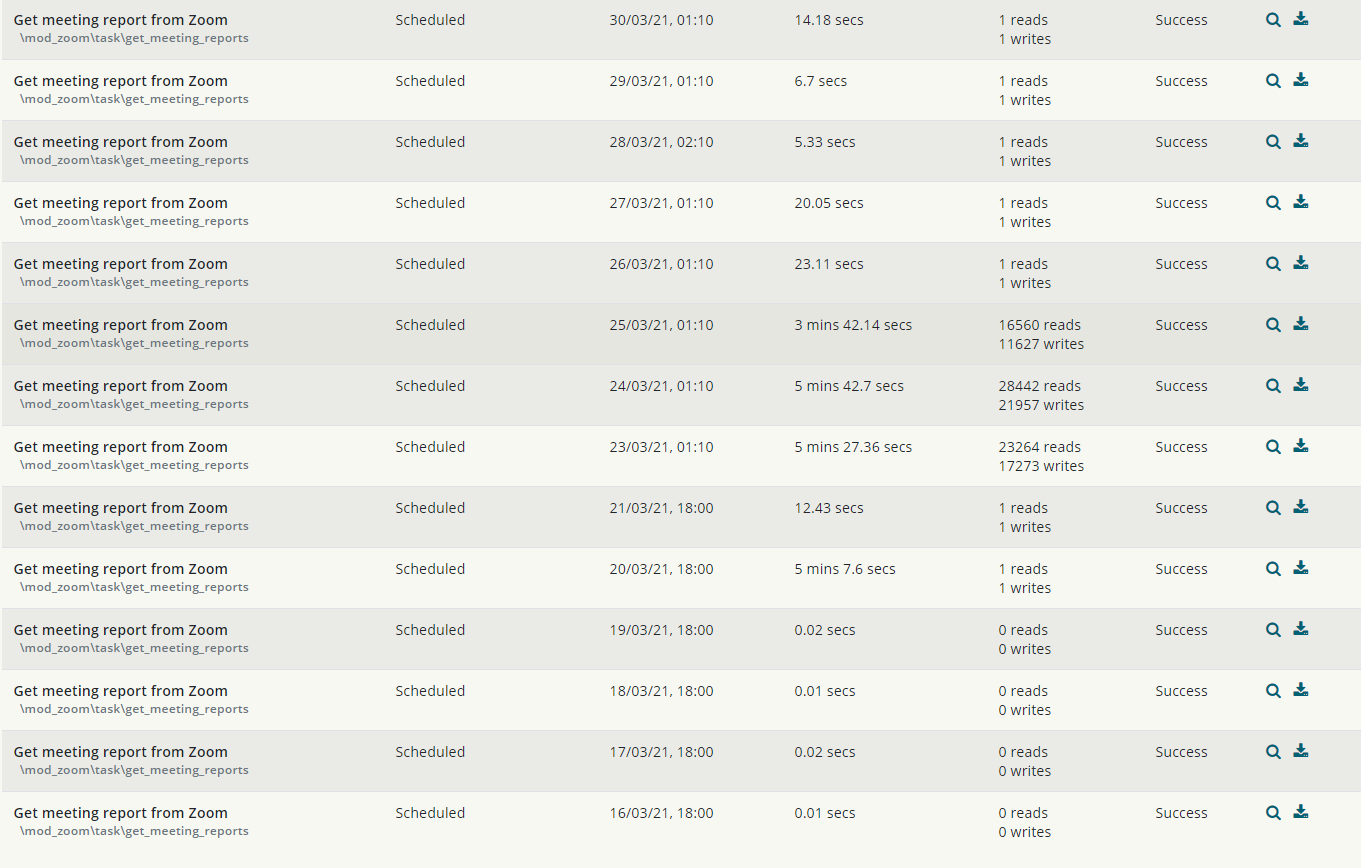 Get meeting report from Zoom Scheduled 30/03/21, 01:10 14.18 secs 1 reads Success
\mod_zoom\task\get_meeting_reports 1 writes
Get meeting report from Zoom Scheduled 29/03/21, 01:10 6.7 secs 1 reads Success
\mod_zoom\task\get_meeting_reports 1 writes
Get meeting report from Zoom Scheduled 28/03/21, 02:10 5.33 secs 1 reads Success
\mod_zoom\task\get_meeting_reports 1 writes
Get meeting report from Zoom Scheduled 27/03/21, 01:10 20.05 secs 1 reads Success
\mod_zoom\task\get_meeting_reports 1 writes
Get meeting report from Zoom Scheduled 26/03/21, 01:10 23.11 secs 1 reads Success
\mod_zoom\task\get_meeting_reports 1 writes
Get meeting report from Zoom Scheduled 25/03/21, 01:10 3 mins 42.14 secs 16560 reads Success
\mod_zoom\task\get_meeting_reports 11627 writes
Get meeting report from Zoom Scheduled 24/03/21, 01:10 5 mins 42.7 secs 28442 reads Success
\mod_zoom\task\get_meeting_reports 21957 writes
Get meeting report from Zoom Scheduled 23/03/21, 01:10 5 mins 27.36 secs 23264 reads Success
\mod_zoom\task\get_meeting_reports 17273 writes
Get meeting report from Zoom Scheduled 21/03/21, 18:00 12.43 secs 1 reads Success
\mod_zoom\task\get_meeting_reports 1 writes
Get meeting report from Zoom Scheduled 20/03/21, 18:00 5 mins 7.6 secs 1 reads Success
\mod_zoom\task\get_meeting_reports 1 writes
Get meeting report from Zoom Scheduled 19/03/21, 18:00 0.02 secs 0 reads Success
\mod_zoom\task\get_meeting_reports 0 writes
Get meeting report from Zoom Scheduled 18/03/21, 18:00 0.01 secs 0 reads Success
\mod_zoom\task\get_meeting_reports 0 writes
Get meeting report from Zoom Scheduled 17/03/21, 18:00 0.02 secs 0 reads Success
\mod_zoom\task\get_meeting_reports 0 writes
Get meeting report from Zoom Scheduled 16/03/21, 18:00 0.01 secs 0 reads Success
\mod_zoom\task\get_meeting_reports 0 writes